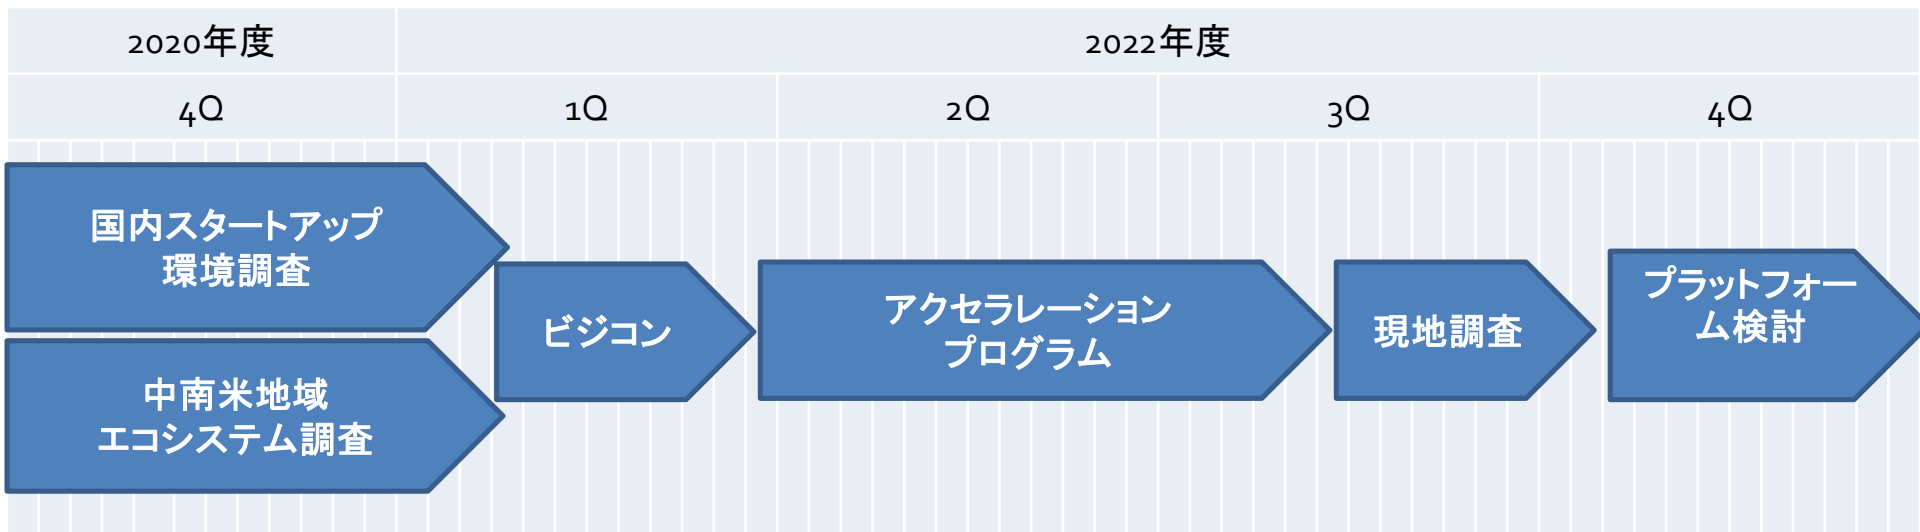 2020年度
2022年度
4Q
1Q
2Q
3Q
4Q
国内スタートアップ
環境調査
中南米地域
エコシステム調査
ビジコン
アクセラレーション
プログラム
現地調査
プラットフォー
ム検討